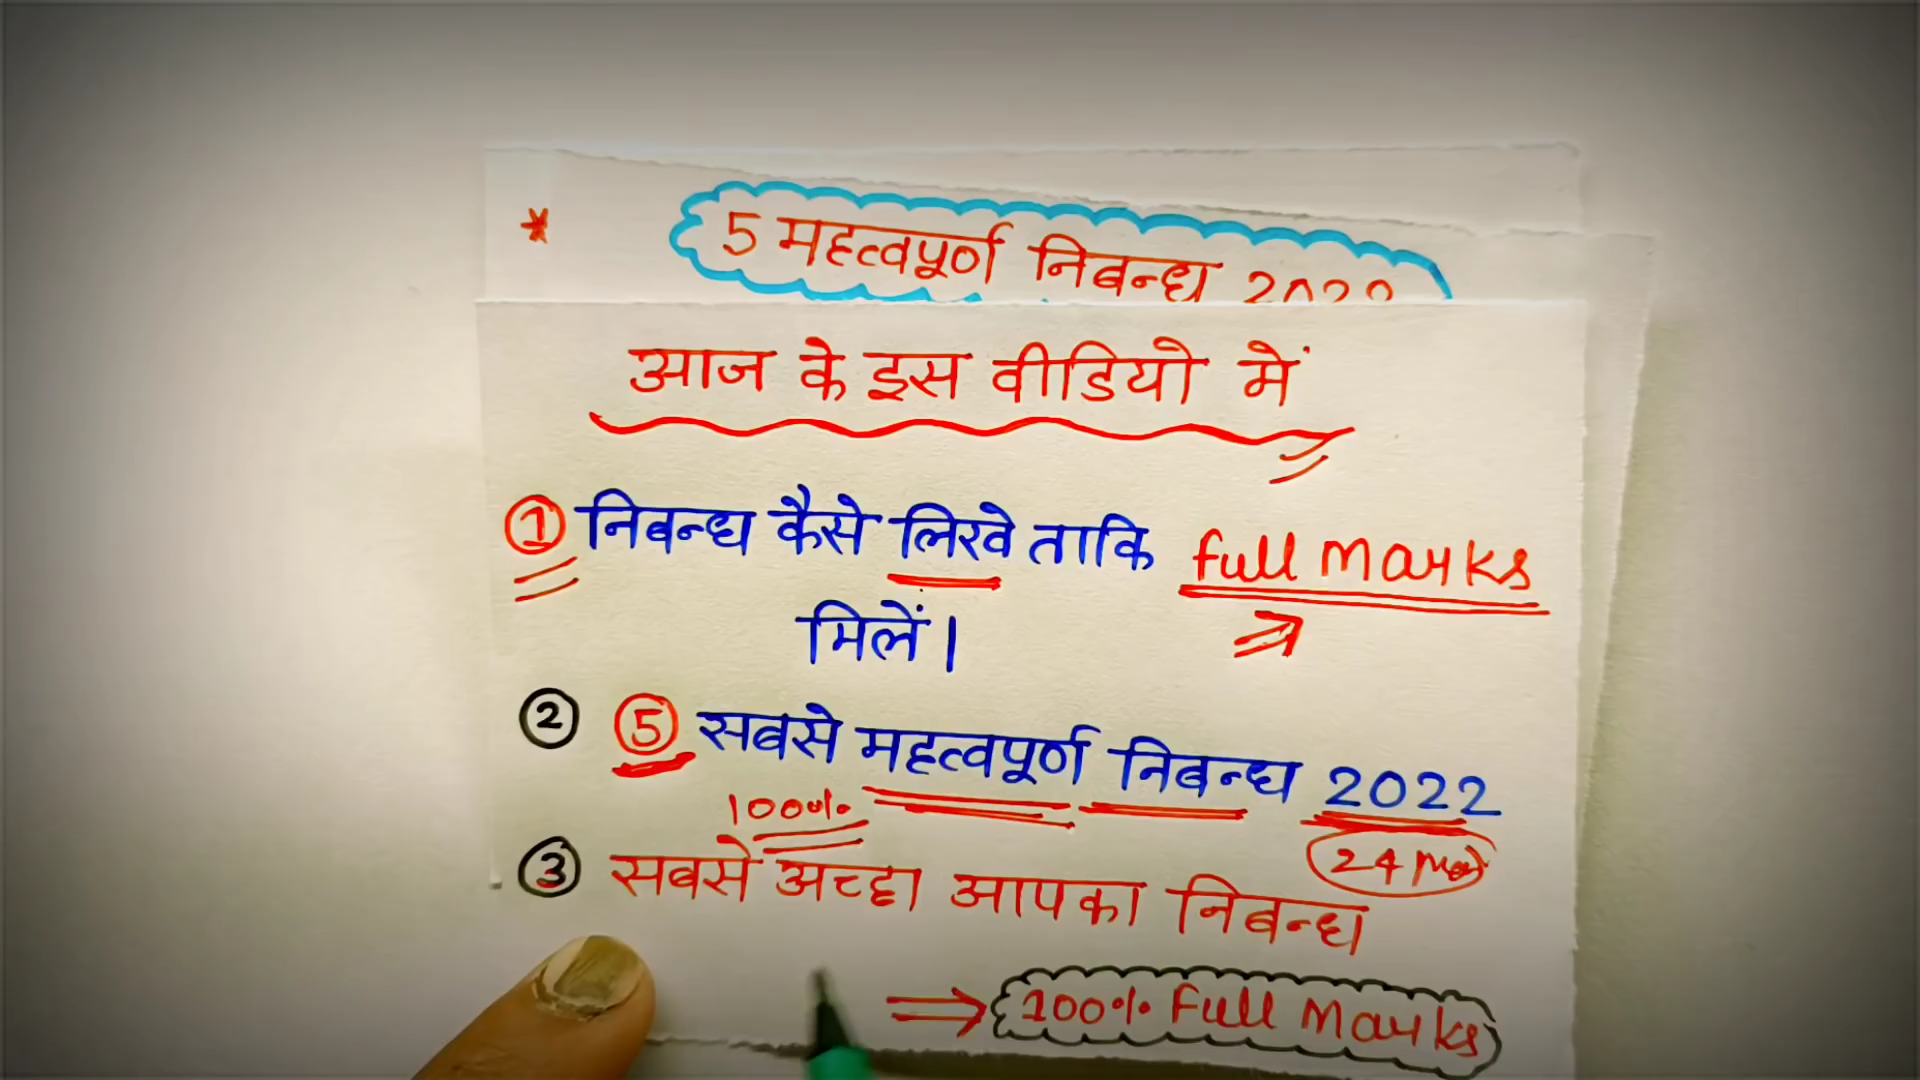 * 5 महत्वपूर्ण निबन्ध 2022
आज के इस वीडियो में
① निबन्ध कैसे लिखे ताकि full Marks
मिलें।
② ⑤ सबसे महत्वपूर्ण निबन्ध 2022
100%
24
③ सबसे अच्छा आपका निबन्ध
⇒ 100% Full Marks